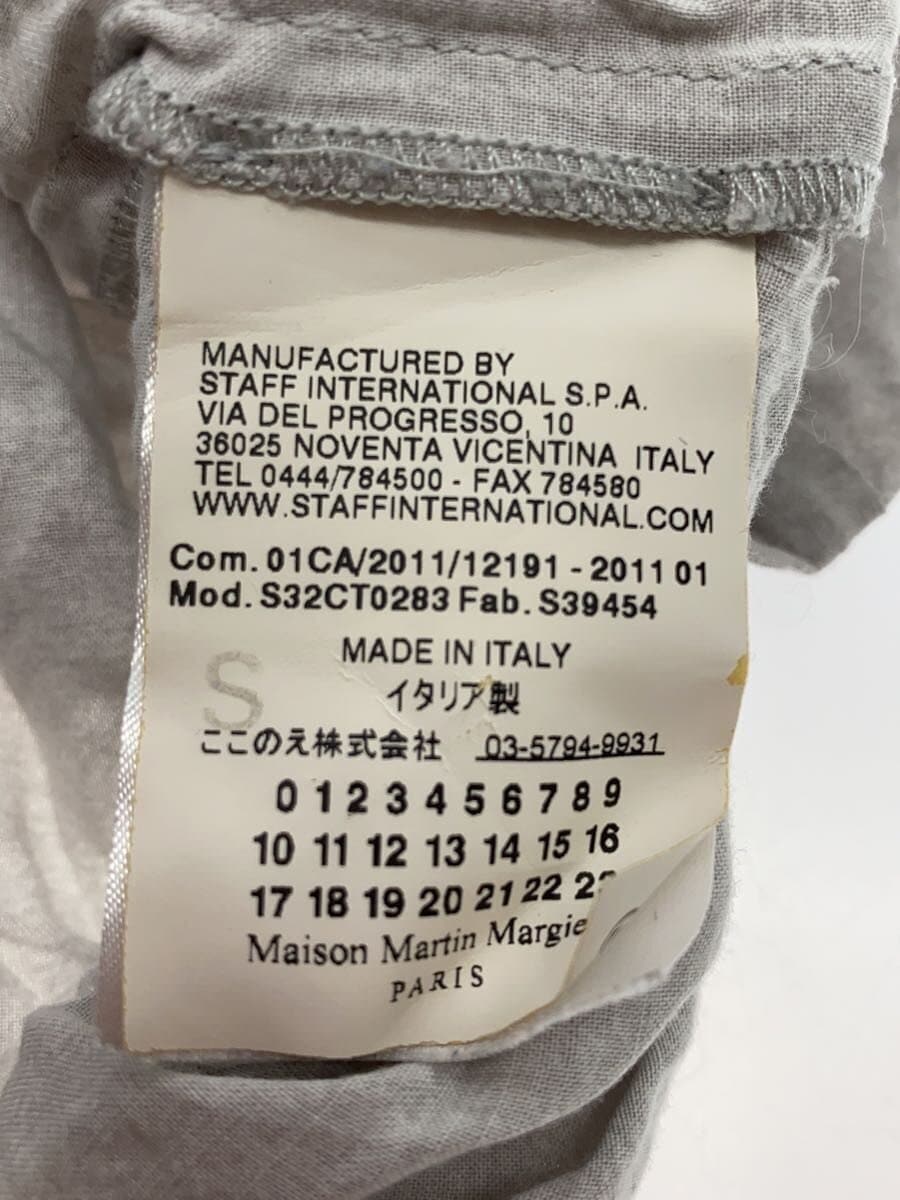 MANUFACTURED BY
STAFF INTERNATIONAL S.P.A.
VIA DEL PROGRESSO, 10
36025 NOVENTA VICENTINA ITALY
TEL 0444/784500 - FAX 784580
WWW.STAFFINTERNATIONAL.COM
Com. 01CA/2011/12191 - 2011 01
Mod. S32CT0283 Fab. S39454
MADE IN ITALY
S
イタリア製
ここのえ株式会社 03-5794-9931
0 1 2 3 4 5 6 7 8 9
10 11 12 13 14 15 16
17 18 19 20 21 22
Maison Martin Margie
PARIS